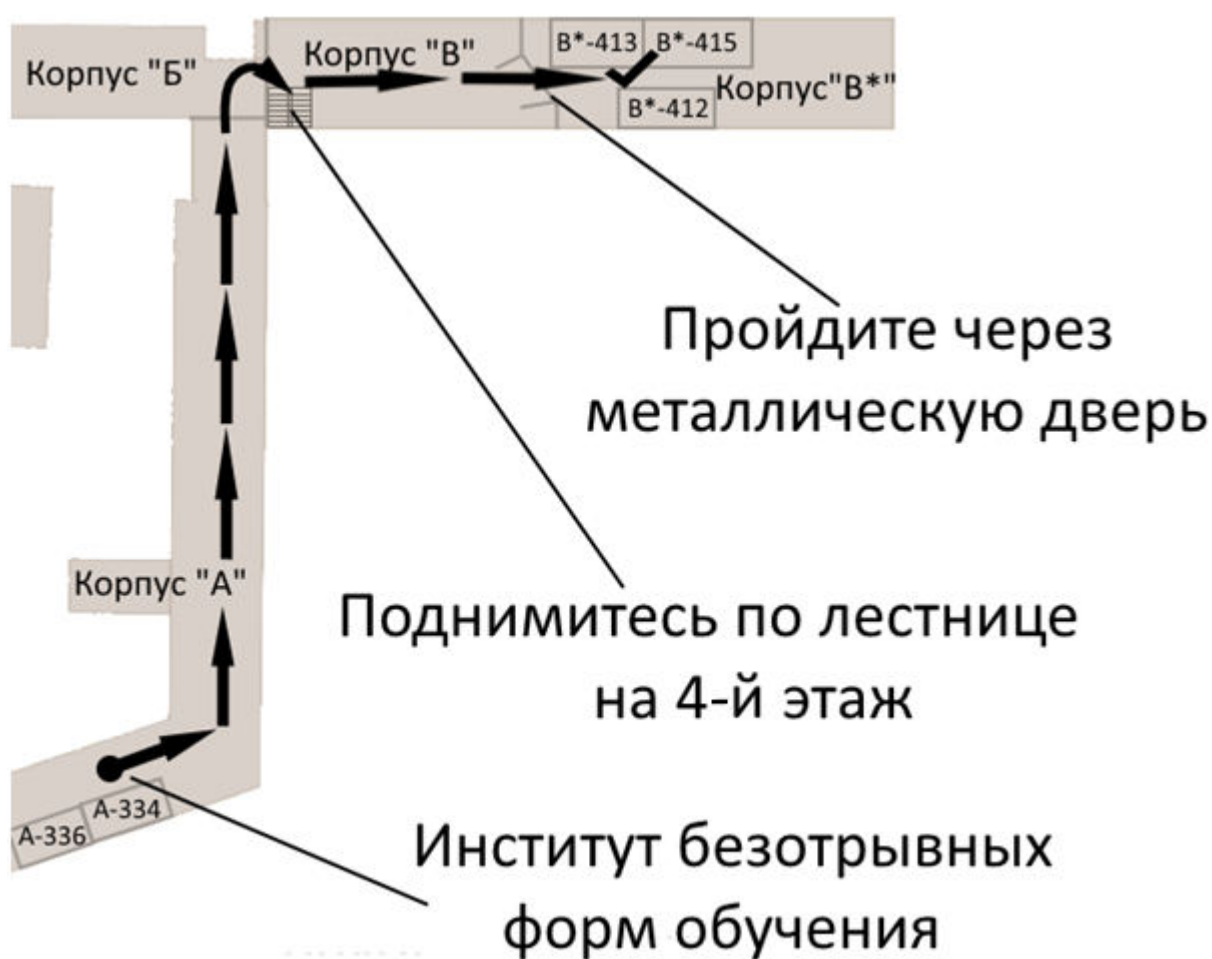 Корпус "Б"
Корпус "В"
В*-413
В*-415
Корпус"В*"
В*-412
Пройдите через
металлическую дверь
Корпус "А"
Поднимитесь по лестнице
на 4-й этаж
А-334
А-336
Институт безотрывных
форм обучения